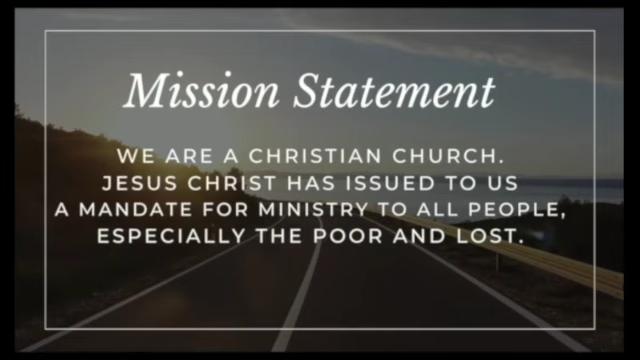 Mission Statement
WE ARE A CHRISTIAN CHURCH.
JESUS CHRIST HAS ISSUED TO US
A MANDATE FOR MINISTRY TO ALL PEOPLE,
ESPECIALLY THE POOR AND LOST.